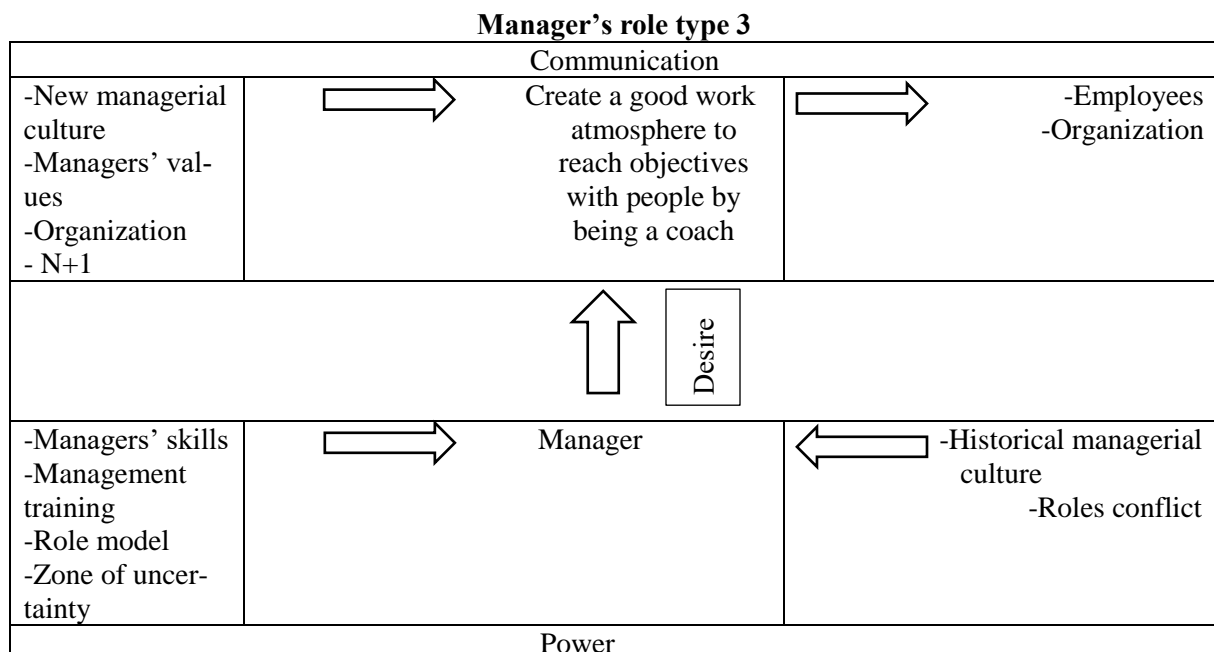 Manager’s role type 3
Communication
-New managerial
culture
-Managers’ val-
ues
-Organization
- N+1
Create a good work
atmosphere to
reach objectives
with people by
being a coach
-Employees
-Organization
Desire
-Managers’ skills
-Management
training
-Role model
-Zone of uncer-
tainty
Manager
-Historical managerial
culture
-Roles conflict
Power